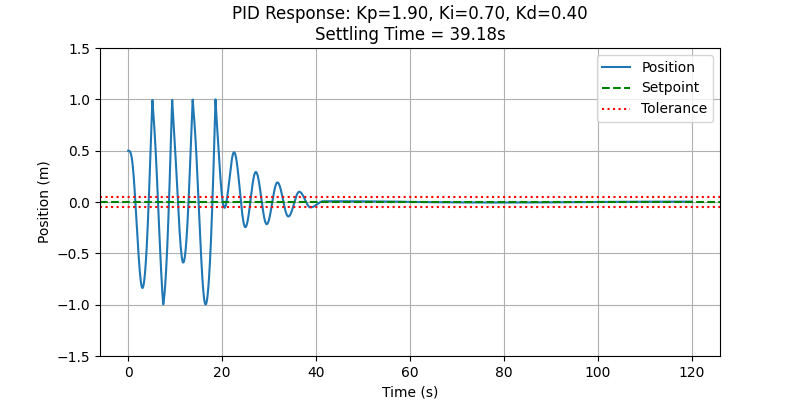 PID Response: Kp=1.90, Ki=0.70, Kd=0.40
Settling Time = 39.18s
1.5
1.0
0.5
0.0
−0.5
−1.0
−1.5
Position (m)
Position
Setpoint
Tolerance
0 20 40 60 80 100 120
Time (s)